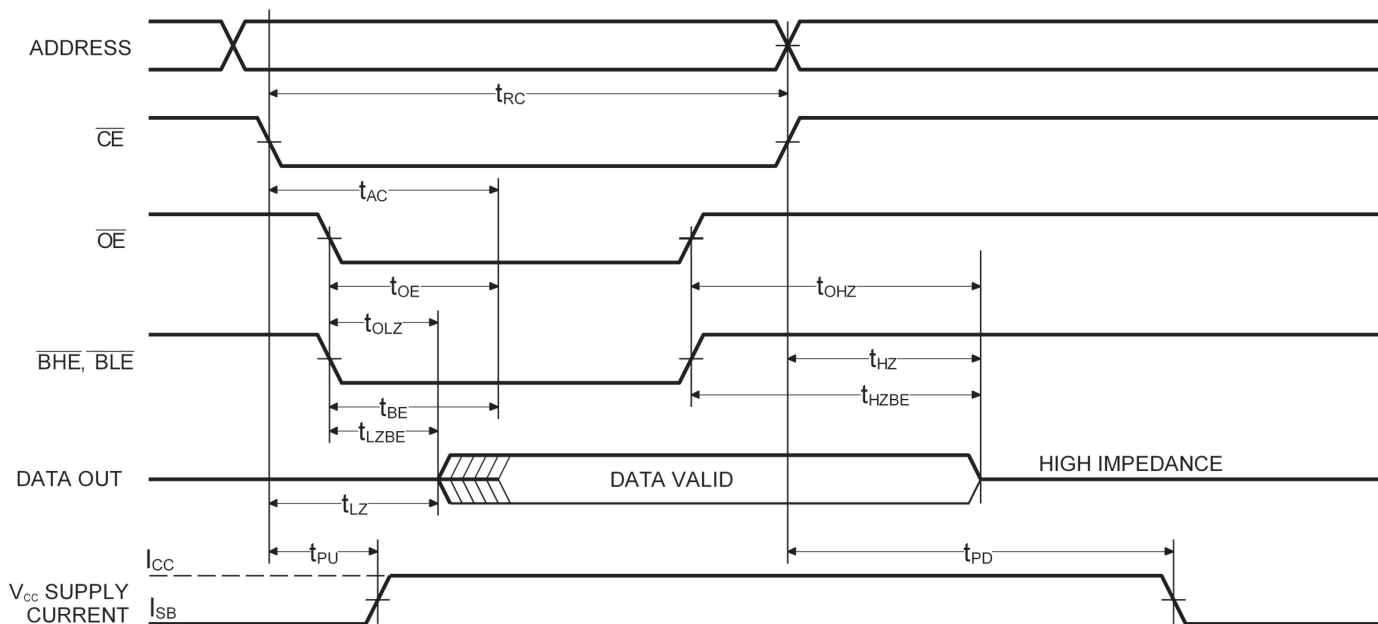 ADDRESS
tRC
CE
tAC
OE
tOE
tOHZ
tOLZ
BHE, BLE
tHZ
tBE
tHZBE
tLZBE
DATA OUT
DATA VALID
HIGH IMPEDANCE
tLZ
tPU
tPD
ICC
VCC SUPPLY
CURRENT
ISB